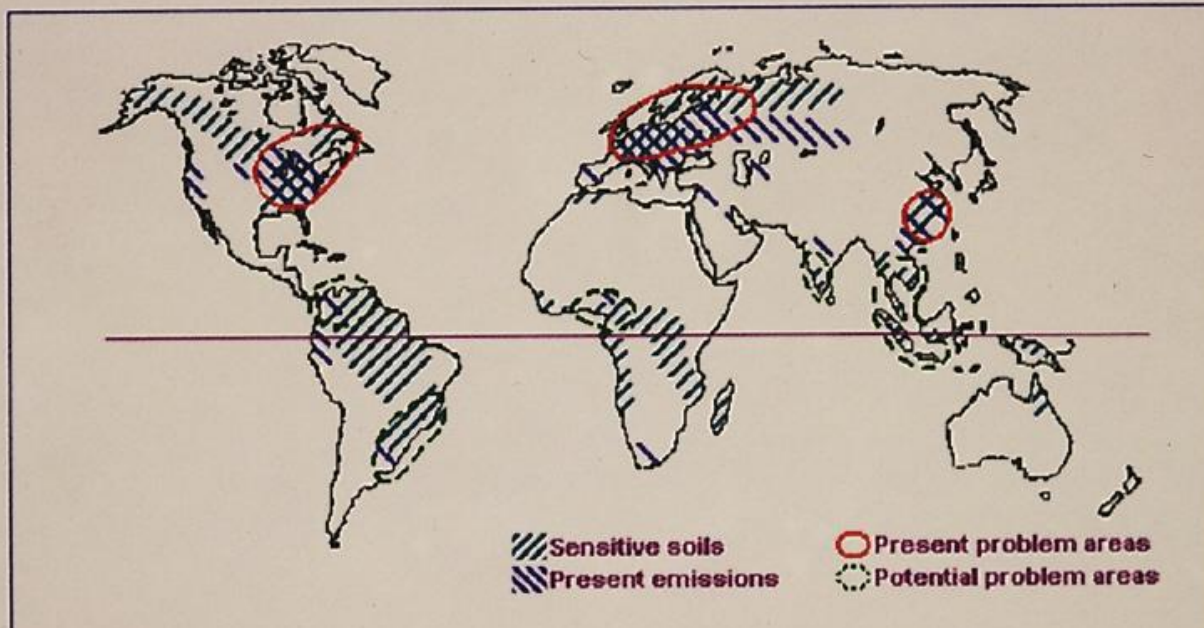 Sensitive soils
Present problem areas
Present emissions
Potential problem areas